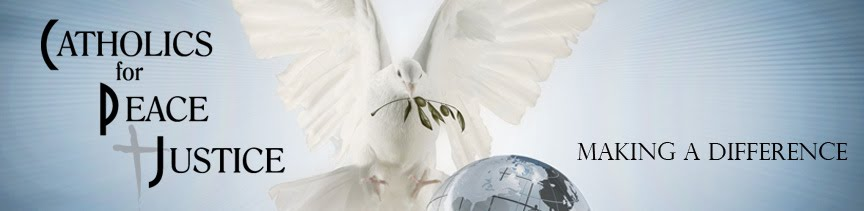 Catholics
for
Peace
Justice
Making a Difference